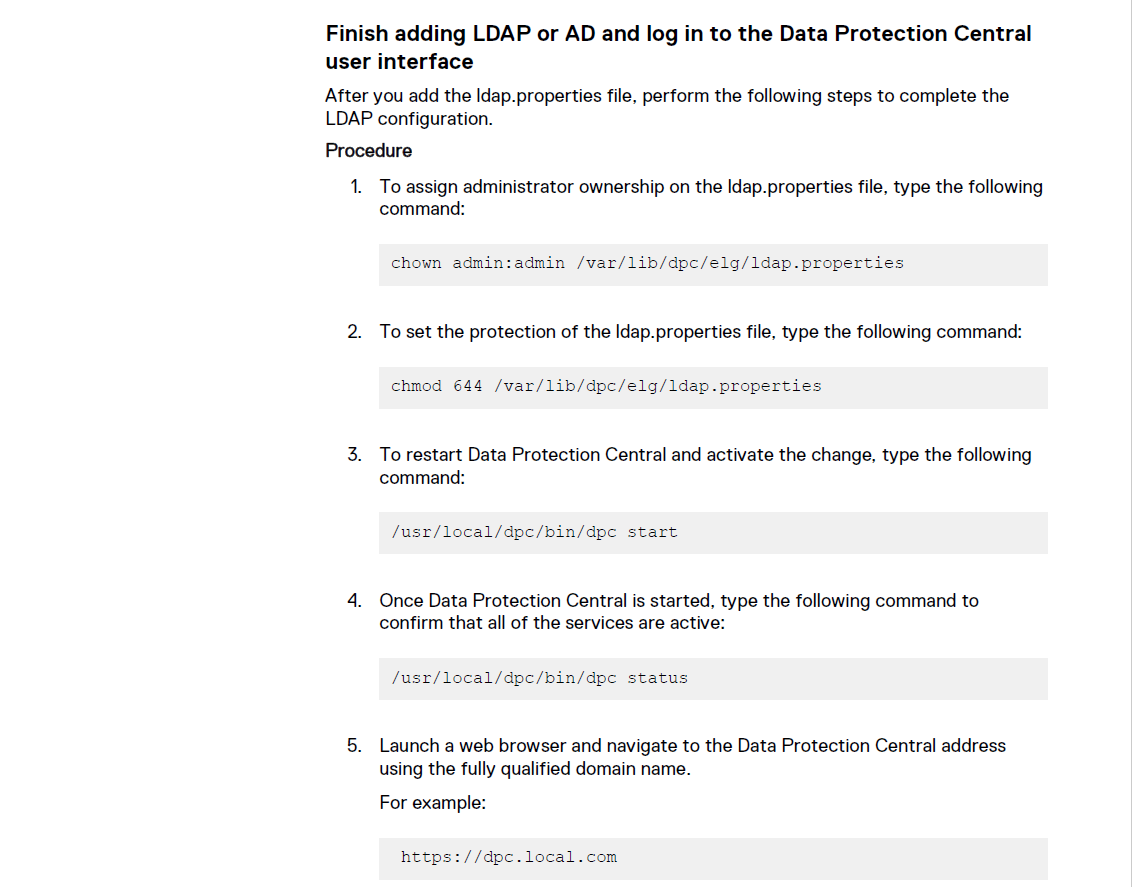 Finish adding LDAP or AD and log in to the Data Protection Central
user interface
After you add the ldap.properties file, perform the following steps to complete the
LDAP configuration.
Procedure
1. To assign administrator ownership on the ldap.properties file, type the following
command:
chown admin:admin /var/lib/dpc/elg/ldap.properties
2. To set the protection of the ldap.properties file, type the following command:
chmod 644 /var/lib/dpc/elg/ldap.properties
3. To restart Data Protection Central and activate the change, type the following
command:
/usr/local/dpc/bin/dpc start
4. Once Data Protection Central is started, type the following command to
confirm that all of the services are active:
/usr/local/dpc/bin/dpc status
5. Launch a web browser and navigate to the Data Protection Central address
using the fully qualified domain name.
For example:
https://dpc.local.com